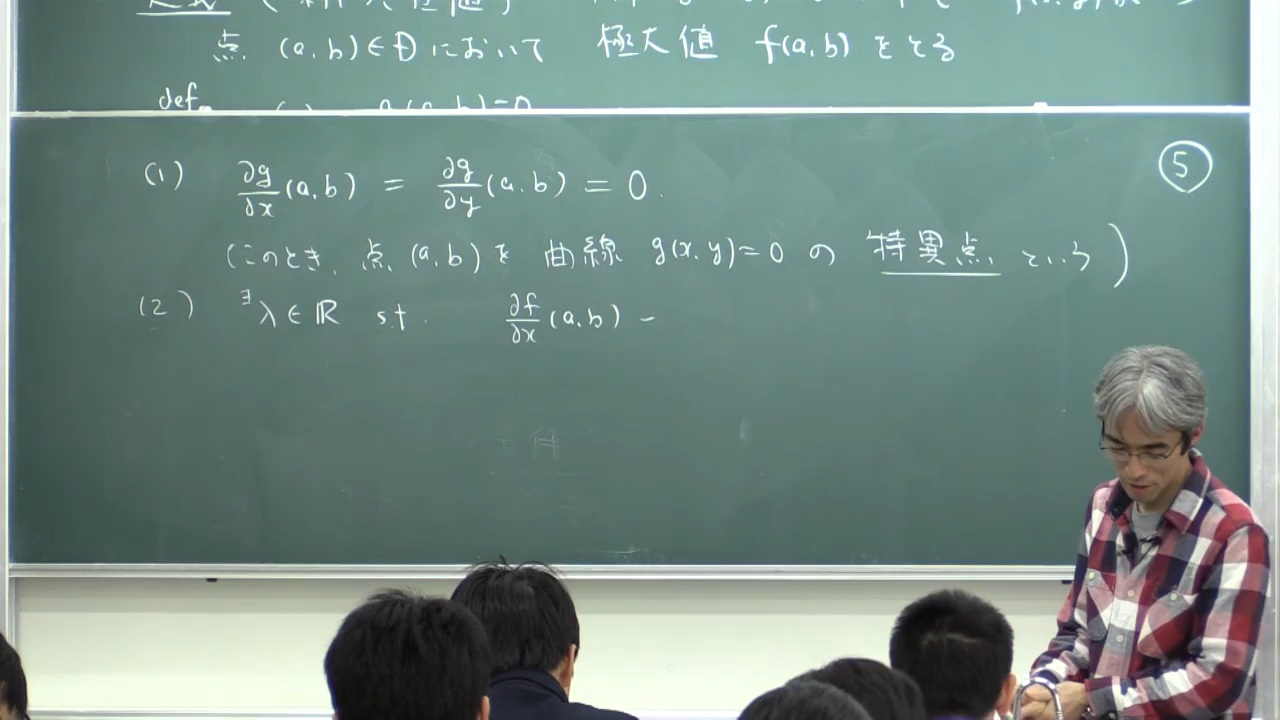 点 (a,b)∈D において 極大値 f(a,b) をとる
def
(1) ∂g/∂x(a,b) = ∂g/∂y(a,b) = 0.
(このとき、点 (a,b) を 曲線 g(x,y)=0 の 特異点 という)
(2) ∃λ∈ℝ s.t. ∂f/∂x(a,b) -
5